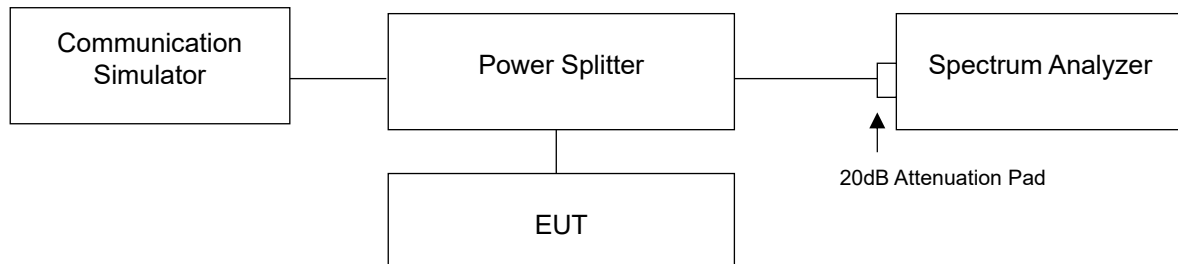 Communication
Simulator
Power Splitter
Spectrum Analyzer
20dB Attenuation Pad
EUT